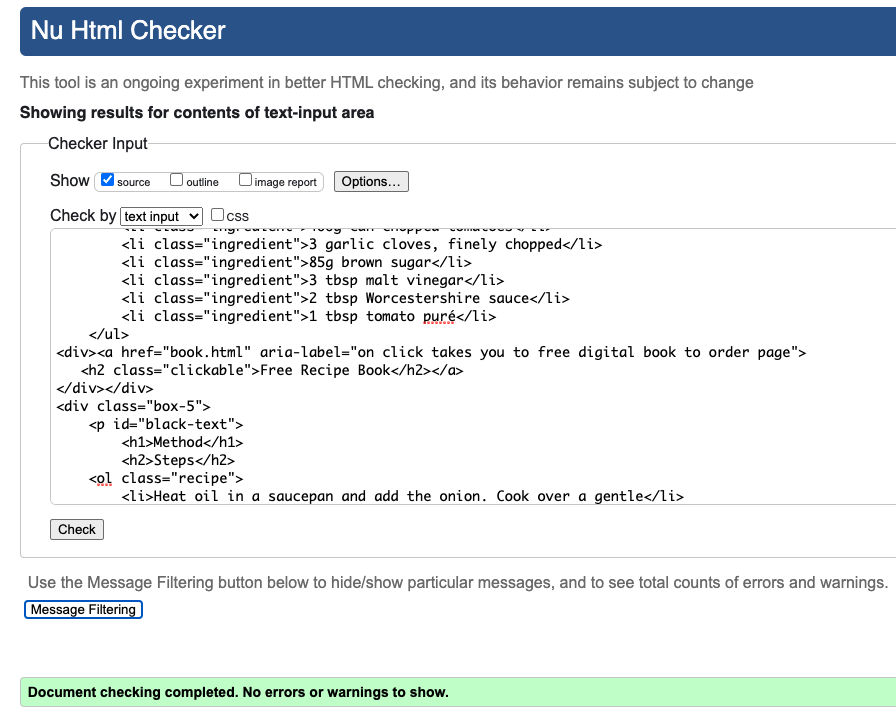 Nu Html Checker
This tool is an ongoing experiment in better HTML checking, and its behavior remains subject to change
Showing results for contents of text-input area
Checker Input
Show source outline image report Options...
Check by text input css
<li class="ingredient">400g can chopped tomatoes</li>
<li class="ingredient">3 garlic cloves, finely chopped</li>
<li class="ingredient">85g brown sugar</li>
<li class="ingredient">3 tbsp malt vinegar</li>
<li class="ingredient">2 tbsp Worcestershire sauce</li>
<li class="ingredient">1 tbsp tomato puré</li>
</ul>
<div><a href="book.html" aria-label="on click takes you to free digital book to order page">
<h2 class="clickable">Free Recipe Book</h2></a>
</div></div>
<div class="box-5">
<p id="black-text">
<h1>Method</h1>
<h2>Steps</h2>
<ol class="recipe">
<li>Heat oil in a saucepan and add the onion. Cook over a gentle</li>
Check
Use the Message Filtering button below to hide/show particular messages, and to see total counts of errors and warnings.
Message Filtering
Document checking completed. No errors or warnings to show.